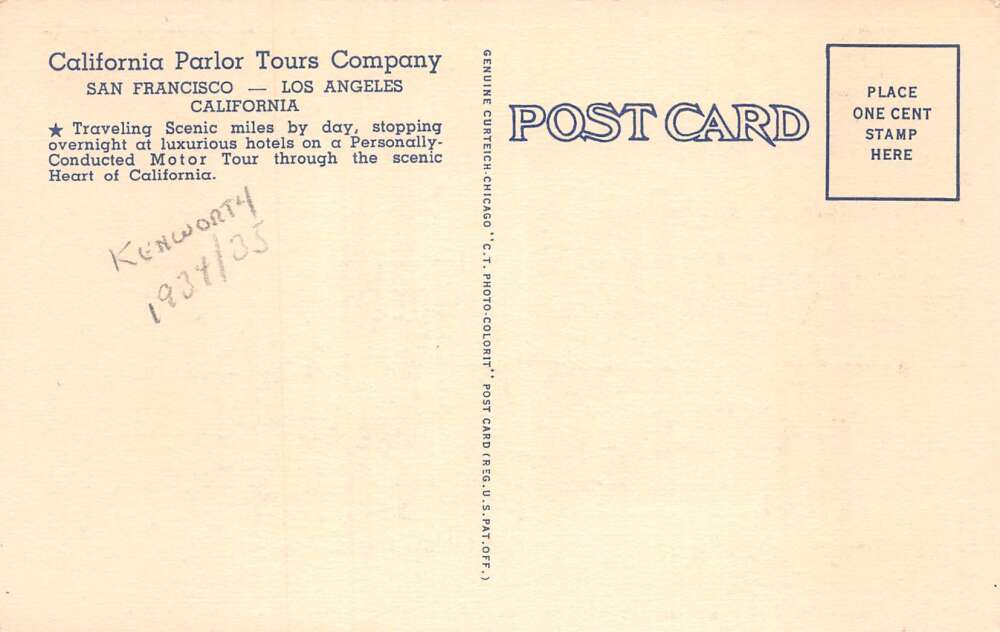 California Parlor Tours Company
SAN FRANCISCO — LOS ANGELES
CALIFORNIA
★ Traveling Scenic miles by day, stopping
overnight at luxurious hotels on a Personally-
Conducted Motor Tour through the scenic
Heart of California.
KENWORTHY
1934/35
GENUINE CURTEICH-CHICAGO "C.T. PHOTO-COLORIT" POST CARD (REG. U.S. PAT. OFF.)
POST CARD
PLACE
ONE CENT
STAMP
HERE